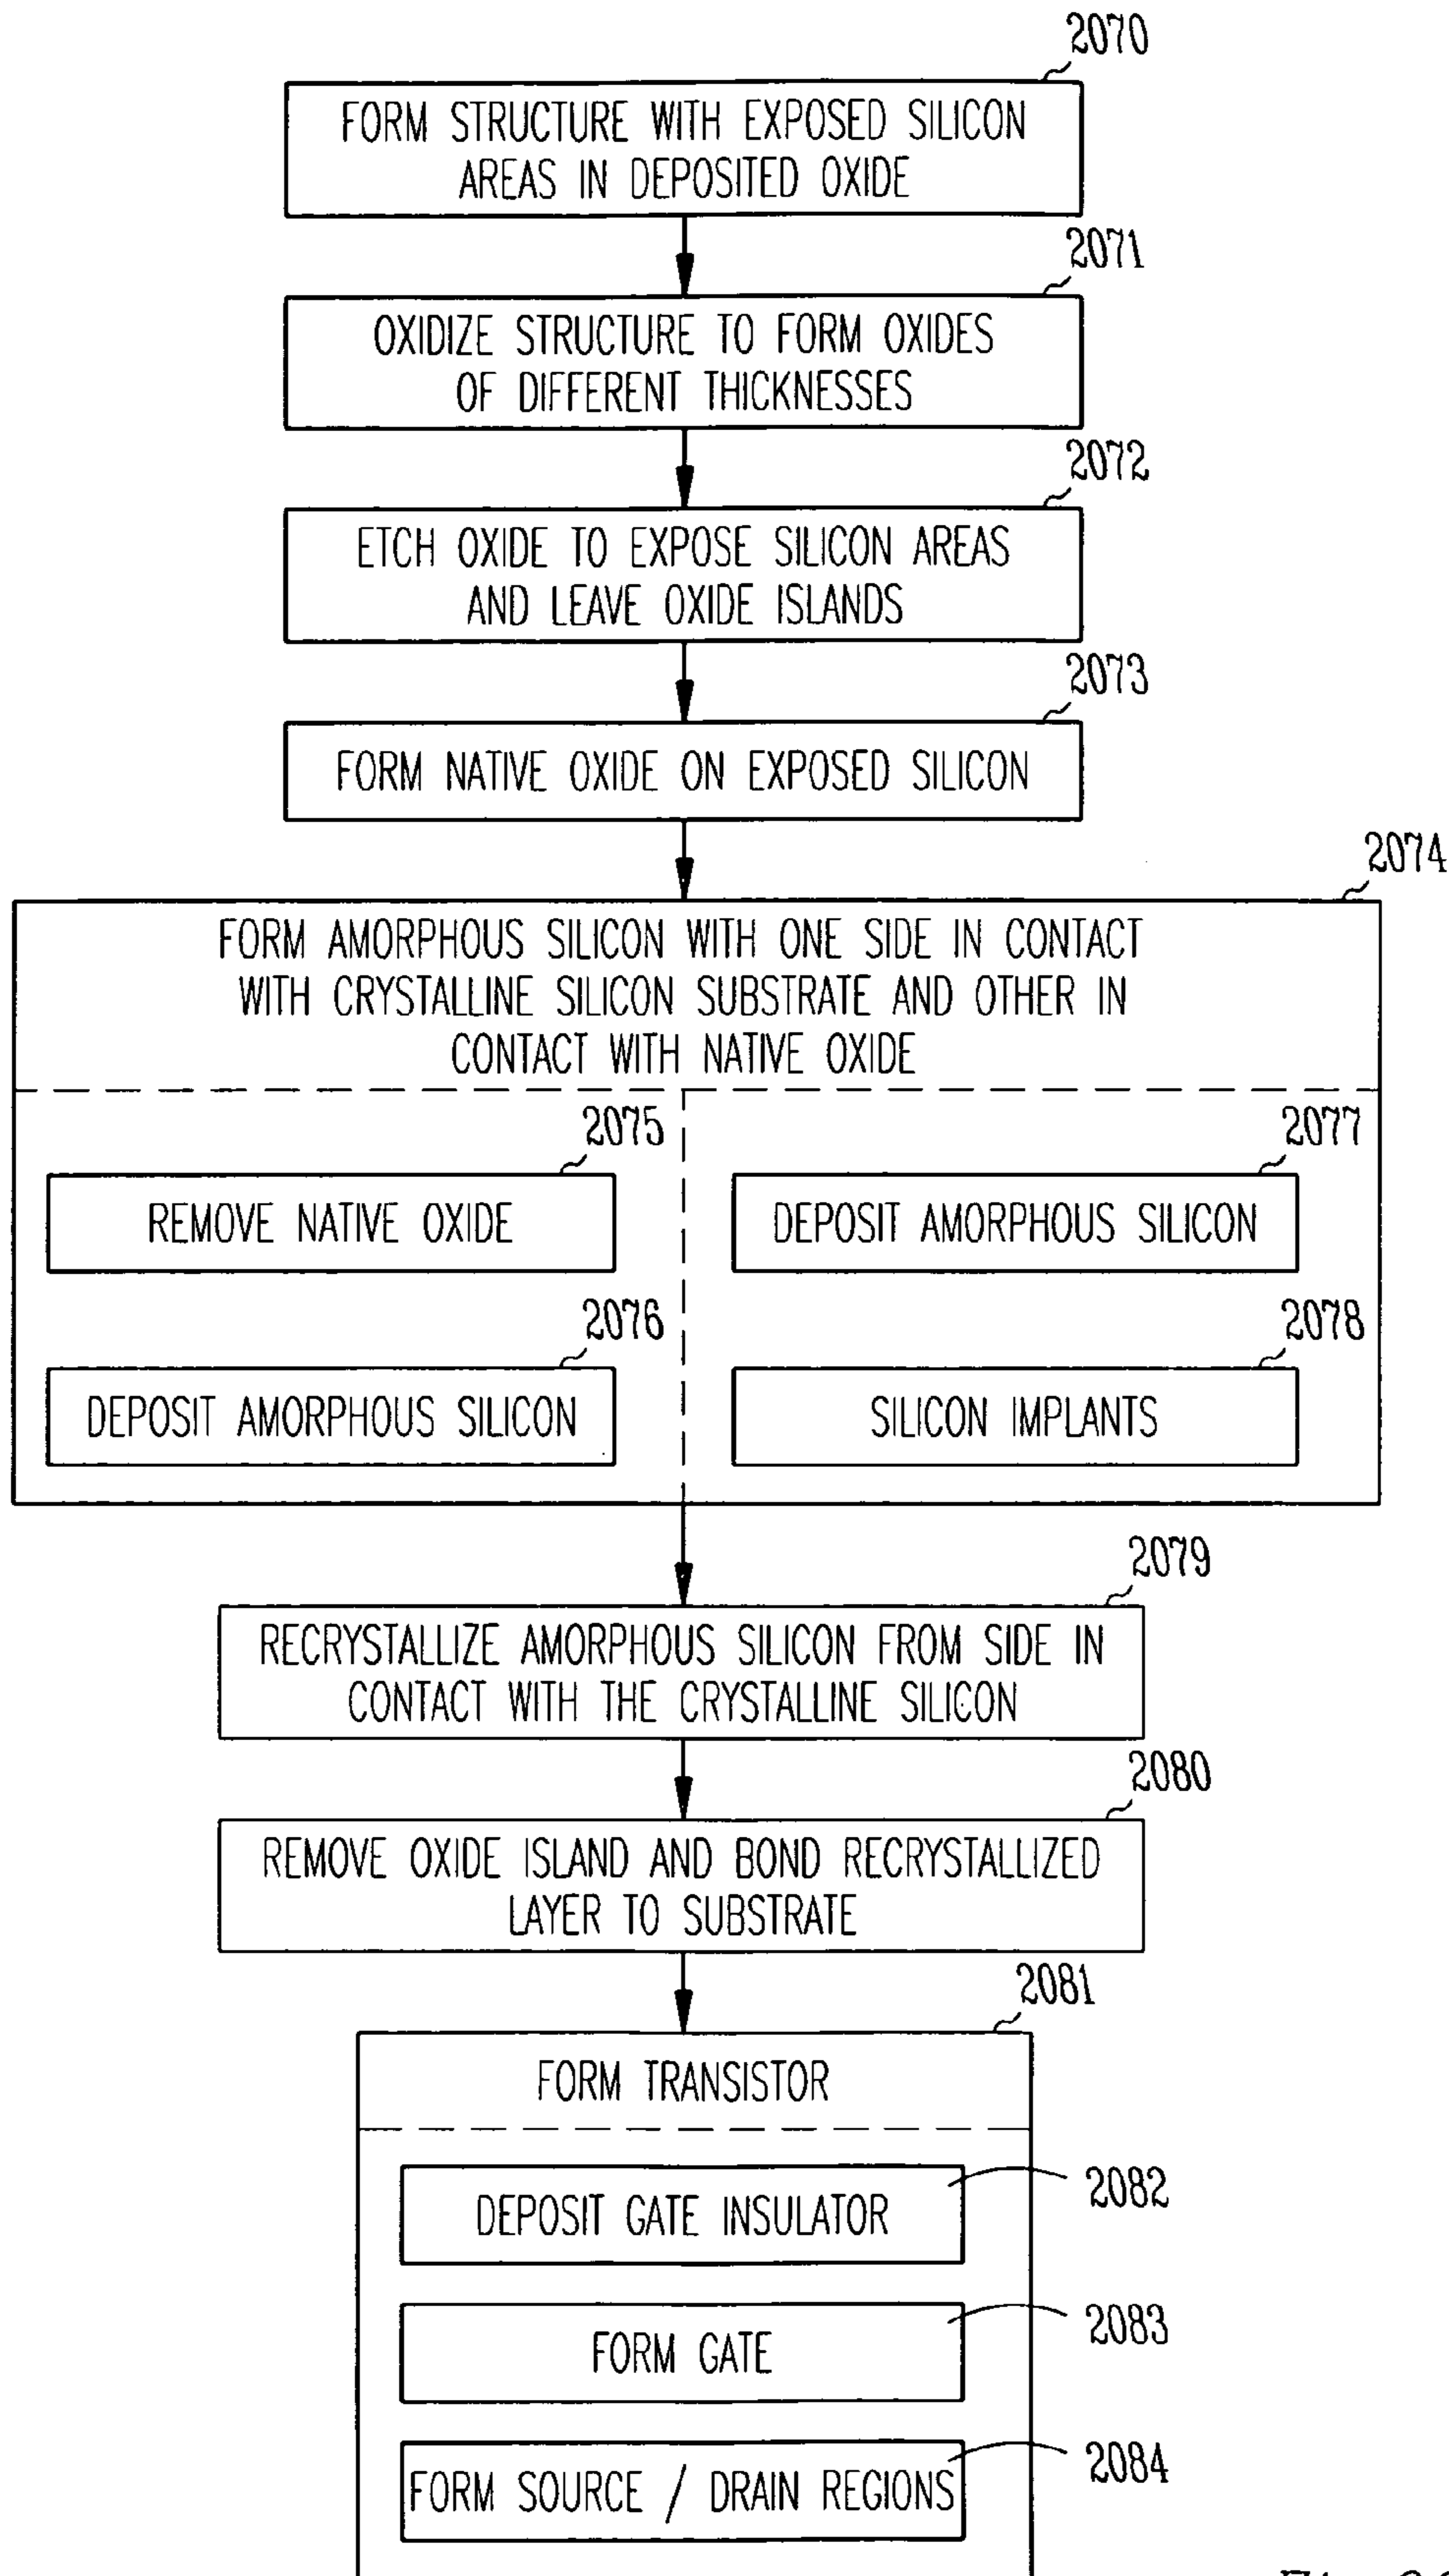 2070
FORM STRUCTURE WITH EXPOSED SILICON
AREAS IN DEPOSITED OXIDE
2071
OXIDIZE STRUCTURE TO FORM OXIDES
OF DIFFERENT THICKNESSES
2072
ETCH OXIDE TO EXPOSE SILICON AREAS
AND LEAVE OXIDE ISLANDS
2073
FORM NATIVE OXIDE ON EXPOSED SILICON
2074
FORM AMORPHOUS SILICON WITH ONE SIDE IN CONTACT
WITH CRYSTALLINE SILICON SUBSTRATE AND OTHER IN
CONTACT WITH NATIVE OXIDE
2075
REMOVE NATIVE OXIDE
2076
DEPOSIT AMORPHOUS SILICON
2077
DEPOSIT AMORPHOUS SILICON
2078
SILICON IMPLANTS
2079
RECRYSTALLIZE AMORPHOUS SILICON FROM SIDE IN
CONTACT WITH THE CRYSTALLINE SILICON
2080
REMOVE OXIDE ISLAND AND BOND RECRYSTALLIZED
LAYER TO SUBSTRATE
2081
FORM TRANSISTOR
DEPOSIT GATE INSULATOR
2082
FORM GATE
2083
FORM SOURCE / DRAIN REGIONS
2084